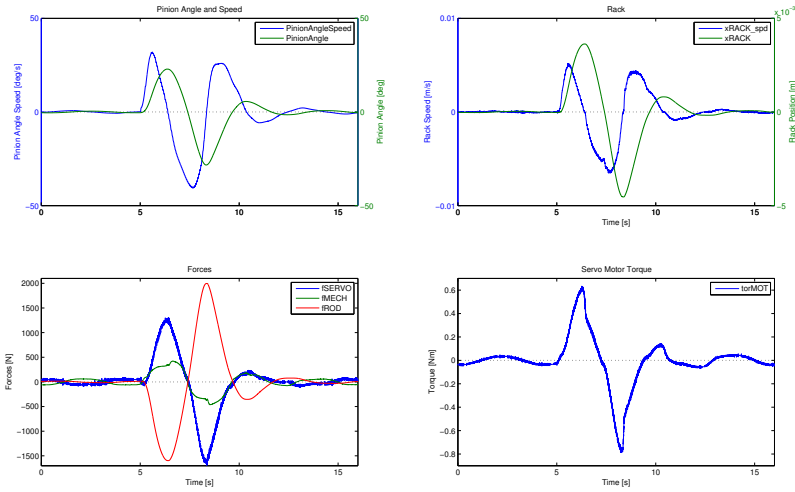 Pinion Angle and Speed
50
0
−50
Pinion Angle Speed [deg/s]
PinionAngleSpeed
PinionAngle
50
0
−50
Pinion Angle [deg]
0 5 10 15
Rack
0.01
0
−0.01
Rack Speed [m/s]
xRACK_spd
xRACK
x 10⁻³
5
0
−5
Rack Position [m]
0 5 10 15
Time [s]
Forces
2000
1500
1000
500
0
−500
−1000
−1500
Forces [N]
fSERVO
fMECH
fROD
0 5 10 15
Time [s]
Servo Motor Torque
0.6
0.4
0.2
0
−0.2
−0.4
−0.6
−0.8
Torque [Nm]
torMOT
0 5 10 15
Time [s]